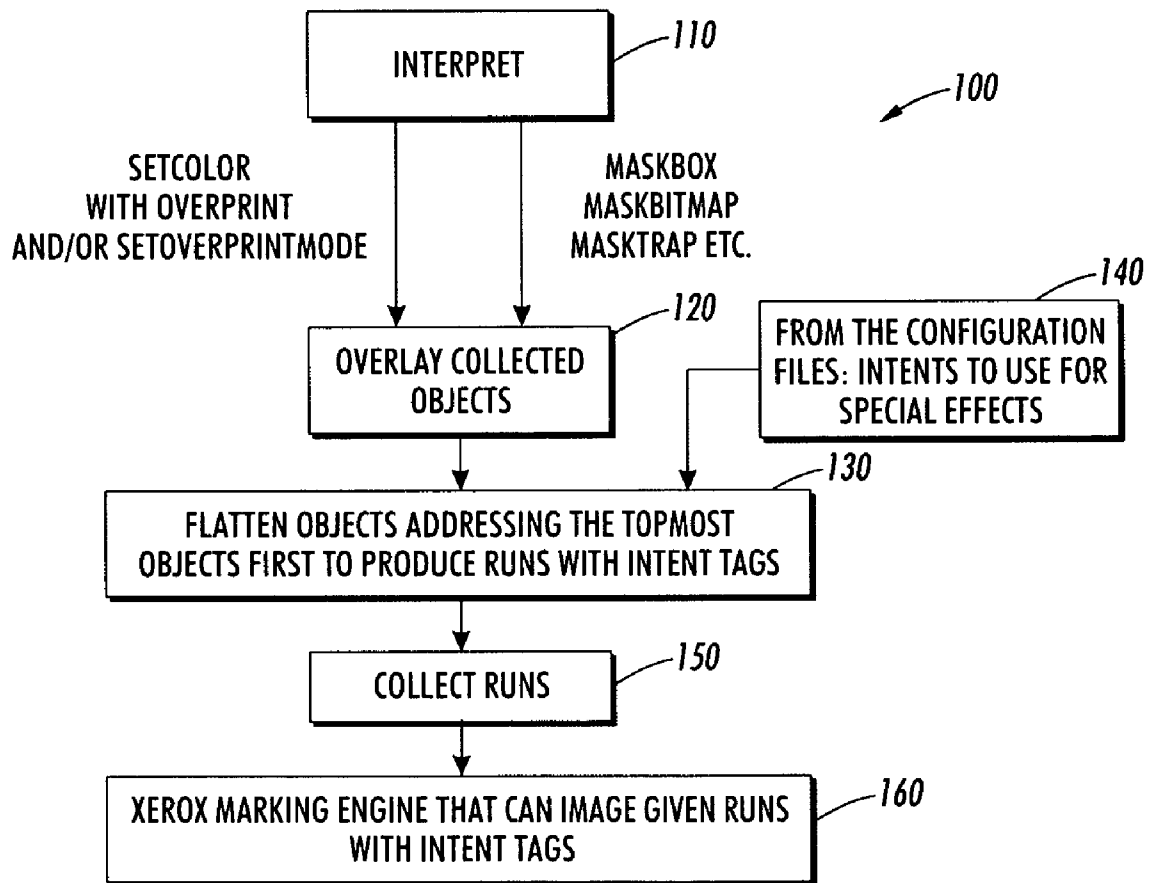 110
INTERPRET
100
SETCOLOR
WITH OVERPRINT
AND/OR SETOVERPRINTMODE
MASKBOX
MASKBITMAP
MASKTRAP ETC.
120
OVERLAY COLLECTED
OBJECTS
140
FROM THE CONFIGURATION
FILES: INTENTS TO USE FOR
SPECIAL EFFECTS
130
FLATTEN OBJECTS ADDRESSING THE TOPMOST
OBJECTS FIRST TO PRODUCE RUNS WITH INTENT TAGS
150
COLLECT RUNS
160
XEROX MARKING ENGINE THAT CAN IMAGE GIVEN RUNS
WITH INTENT TAGS